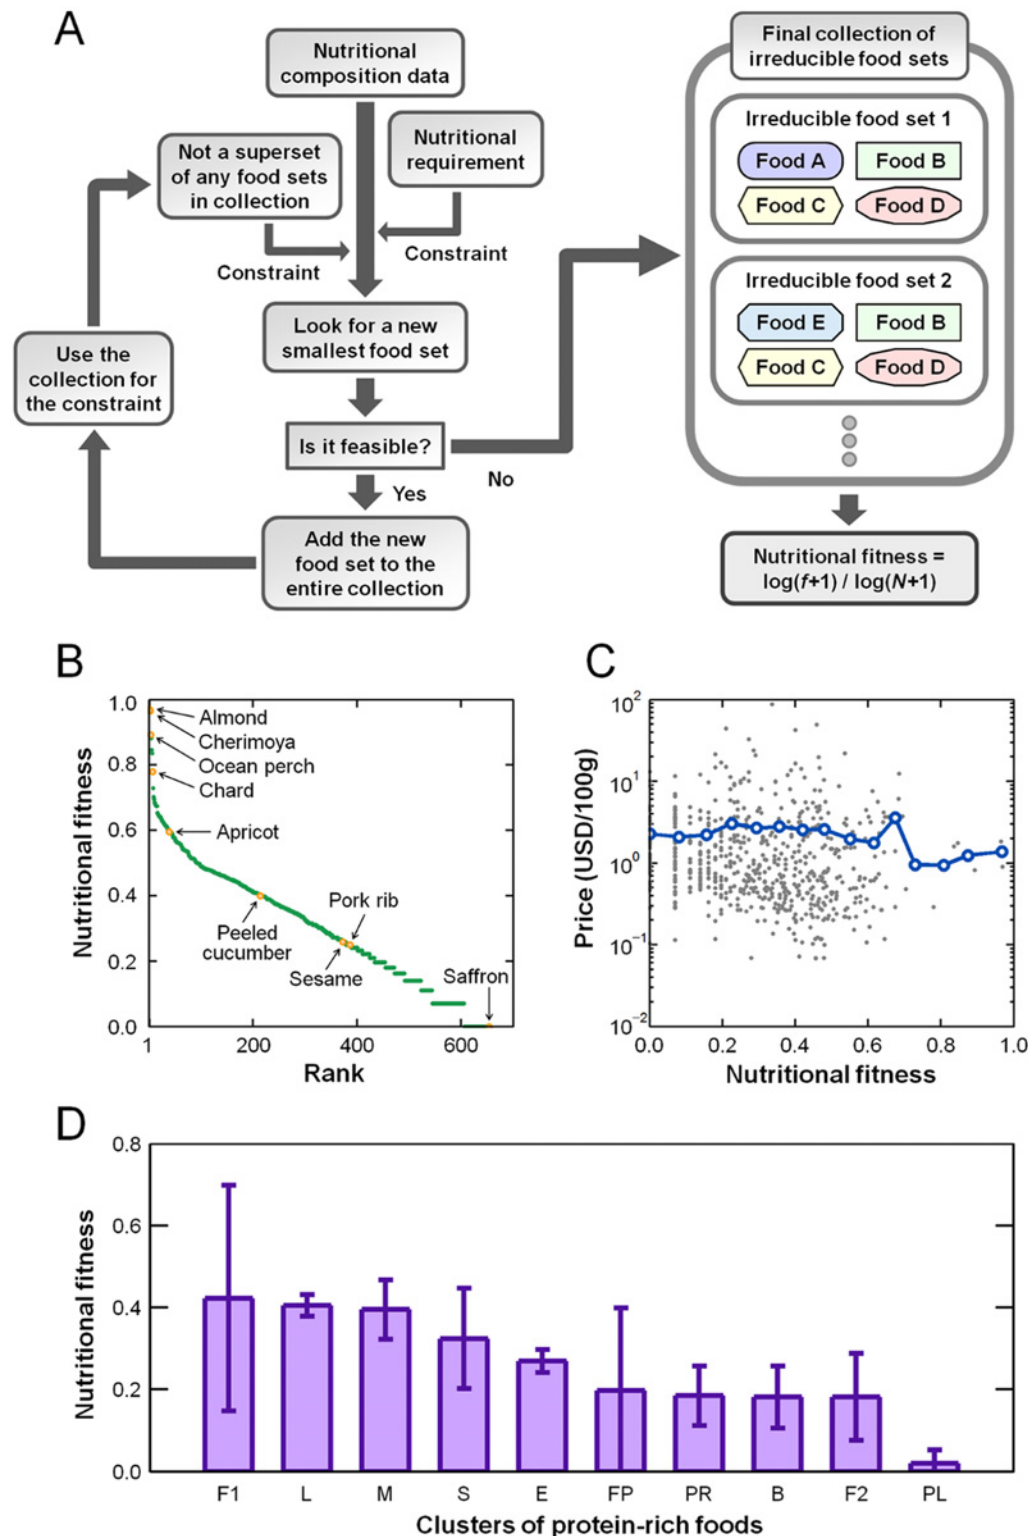 A
Nutritional
composition data
Nutritional
requirement
Not a superset
of any food sets
in collection
Constraint
Constraint
Look for a new
smallest food set
Use the
collection for
the constraint
Is it feasible?
No
Yes
Add the new
food set to the
entire collection
Final collection of
irreducible food sets
Irreducible food set 1
Food A
Food B
Food C
Food D
Irreducible food set 2
Food E
Food B
Food C
Food D
Nutritional fitness =
log(f+1) / log(N+1)
B
Nutritional fitness
1.0
0.8
0.6
0.4
0.2
0.0
Almond
Cherimoya
Ocean perch
Chard
Apricot
Peeled
cucumber
Pork rib
Sesame
Saffron
1
200
400
600
Rank
C
Price (USD/100g)
10²
10¹
10⁰
10⁻¹
10⁻²
0.0
0.2
0.4
0.6
0.8
1.0
Nutritional fitness
D
Nutritional fitness
0.8
0.6
0.4
0.2
0.0
F1
L
M
S
E
FP
PR
B
F2
PL
Clusters of protein-rich foods